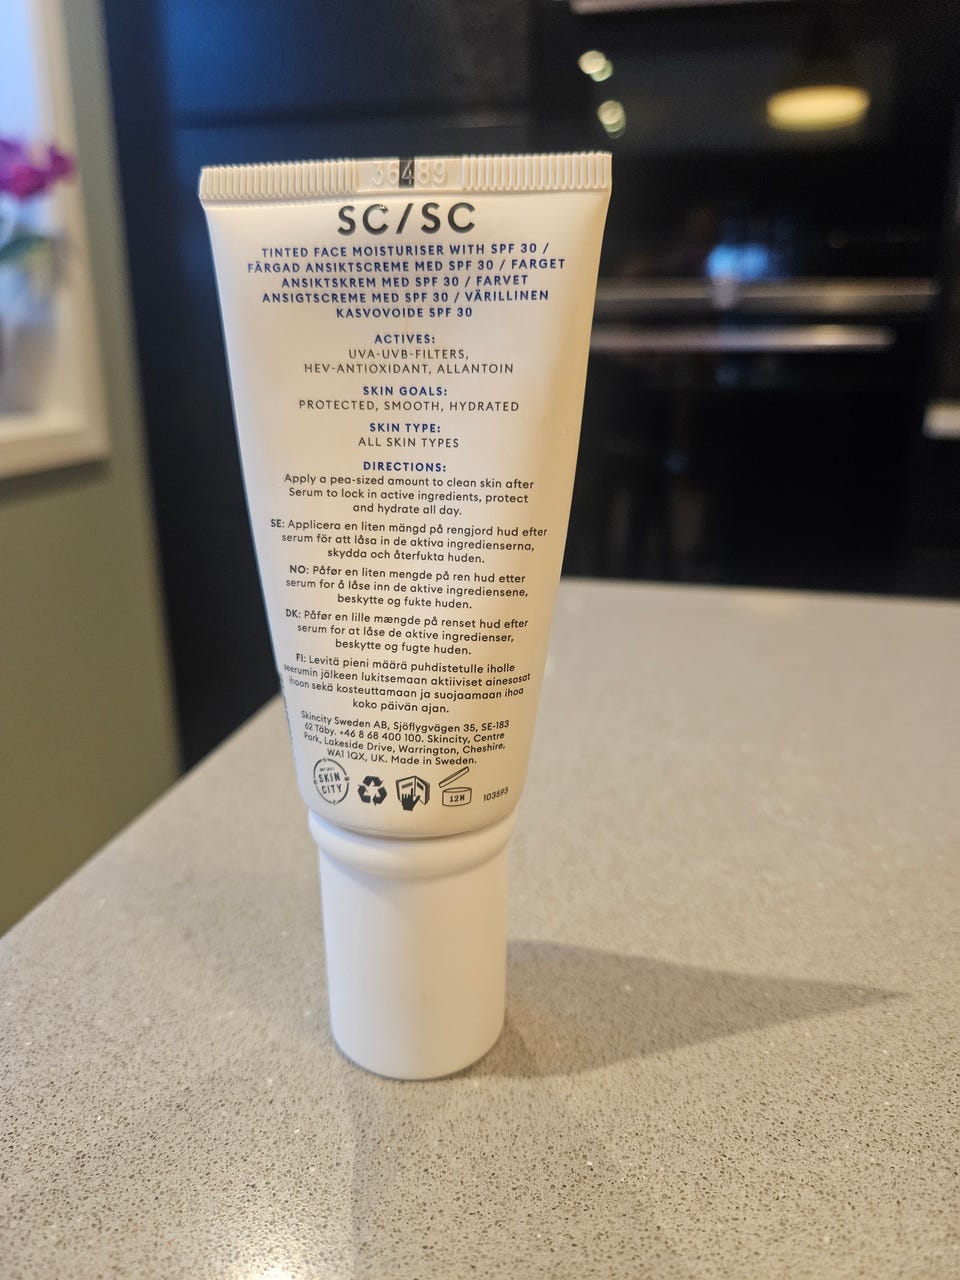 36489
SC/SC
TINTED FACE MOISTURISER WITH SPF 30 /
FÄRGAD ANSIKTSCREME MED SPF 30 / FARGET
ANSIKTSKREM MED SPF 30 / FARVET
ANSIGTSCREME MED SPF 30 / VÄRILLINEN
KASVOVOIDE SPF 30
ACTIVES:
UVA-UVB-FILTERS,
HEV-ANTIOXIDANT, ALLANTOIN
SKIN GOALS:
PROTECTED, SMOOTH, HYDRATED
SKIN TYPE:
ALL SKIN TYPES
DIRECTIONS:
Apply a pea-sized amount to clean skin after
Serum to lock in active ingredients, protect
and hydrate all day.
SE: Applicera en liten mängd på rengjord hud efter
serum för att låsa in de aktiva ingredienserna,
skydda och återfukta huden.
NO: Påfør en liten mengde på ren hud etter
serum for å låse inn de aktive ingrediensene,
beskytte og fukte huden.
DK: Påfør en lille mængde på renset hud efter
serum for at låse de aktive ingredienser,
beskytte og fugte huden.
FI: Levitä pieni määrä puhdistetulle iholle
seerumin jälkeen lukitsemaan aktiiviset ainesosat
ihoon sekä kosteuttamaan ja suojaamaan ihoa
koko päivän ajan.
Skincity Sweden AB, Sjöflygvägen 35, SE-183
62 Täby. +46 8 68 400 100. Skincity, Centre
Park, Lakeside Drive, Warrington, Cheshire,
WA1 1QX, UK. Made in Sweden.
SKIN
CITY
12M
103593